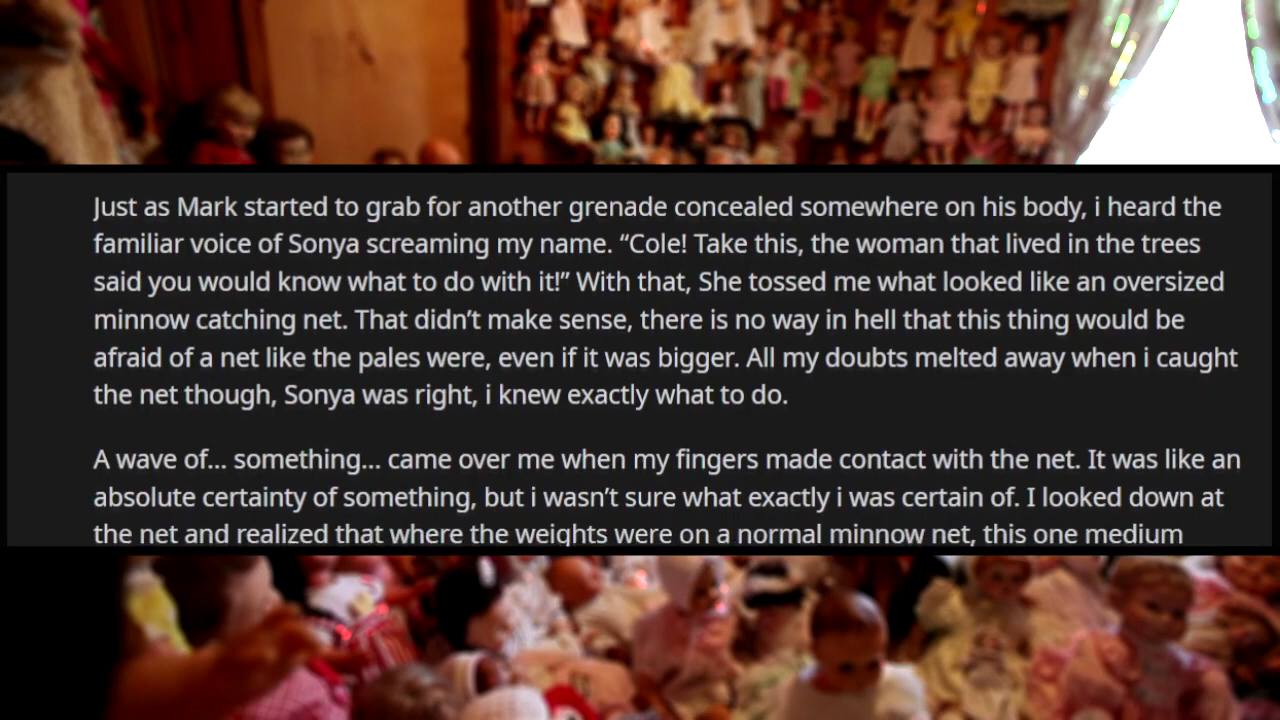 Just as Mark started to grab for another grenade concealed somewhere on his body, i heard the
familiar voice of Sonya screaming my name. “Cole! Take this, the woman that lived in the trees
said you would know what to do with it!” With that, She tossed me what looked like an oversized
minnow catching net. That didn’t make sense, there is no way in hell that this thing would be
afraid of a net like the pales were, even if it was bigger. All my doubts melted away when i caught
the net though, Sonya was right, i knew exactly what to do.
A wave of... something... came over me when my fingers made contact with the net. It was like an
absolute certainty of something, but i wasn’t sure what exactly i was certain of. I looked down at
the net and realized that where the weights were on a normal minnow net, this one medium